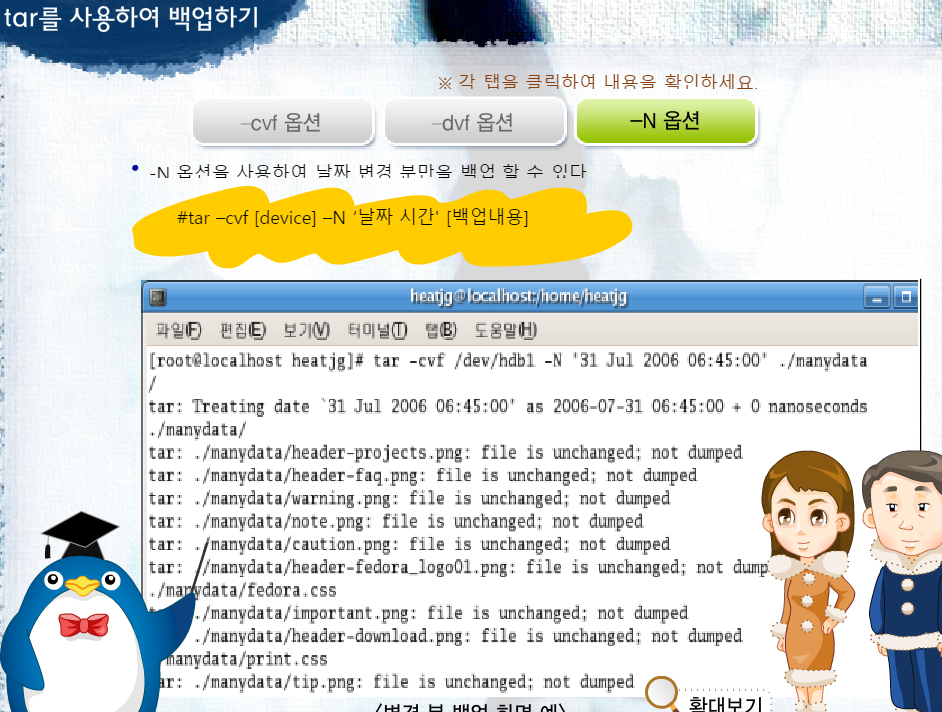 tar를 사용하여 백업하기
※ 각 탭을 클릭하여 내용을 확인하세요.
–cvf 옵션
–dvf 옵션
–N 옵션
• -N 옵션을 사용하여 날짜 변경 분만을 백업 할 수 있다
#tar –cvf [device] –N ‘날짜 시간' [백업내용]
heatjg@localhost:/home/heatjg
파일(F) 편집(E) 보기(V) 터미널(T) 탭(B) 도움말(H)
[root@localhost heatjg]# tar -cvf /dev/hdb1 -N '31 Jul 2006 06:45:00' ./manydata
/
tar: Treating date `31 Jul 2006 06:45:00' as 2006-07-31 06:45:00 + 0 nanoseconds
./manydata/
tar: ./manydata/header-projects.png: file is unchanged; not dumped
tar: ./manydata/header-faq.png: file is unchanged; not dumped
tar: ./manydata/warning.png: file is unchanged; not dumped
tar: ./manydata/note.png: file is unchanged; not dumped
tar: ./manydata/caution.png: file is unchanged; not dumped
tar: ./manydata/header-fedora_logo01.png: file is unchanged; not dump
./manydata/fedora.css
./manydata/important.png: file is unchanged; not dumped
./manydata/header-download.png: file is unchanged; not dumped
manydata/print.css
ar: ./manydata/tip.png: file is unchanged; not dumped
<변경 분 백업 화면 예>
확대보기